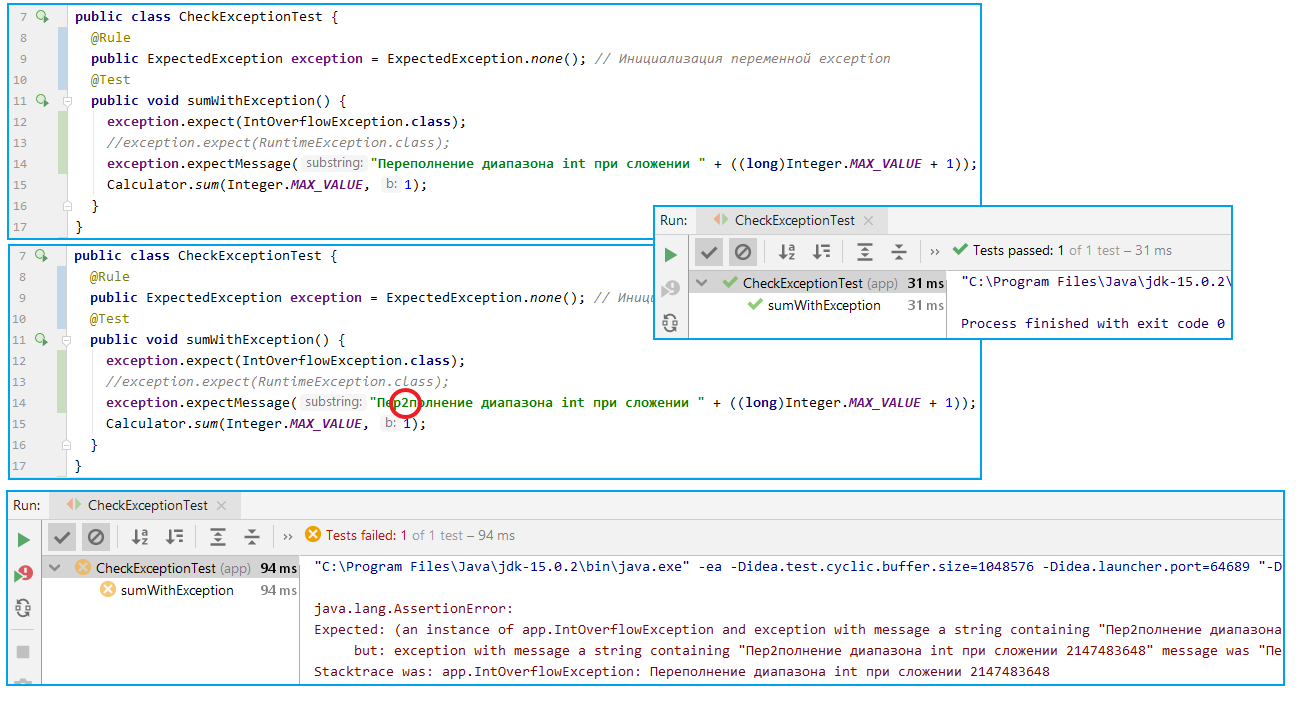 7 public class CheckExceptionTest {
8 @Rule
9 public ExpectedException exception = ExpectedException.none(); // Инициализация переменной exception
10 @Test
11 public void sumWithException() {
12 exception.expect(IntOverflowException.class);
13 //exception.expect(RuntimeException.class);
14 exception.expectMessage( substring: "Переполнение диапазона int при сложении " + ((long)Integer.MAX_VALUE + 1));
15 Calculator.sum(Integer.MAX_VALUE, b: 1);
16 }
17 }
Run: CheckExceptionTest
Tests passed: 1 of 1 test – 31 ms
CheckExceptionTest (app) 31 ms
sumWithException 31 ms
"C:\Program Files\Java\jdk-15.0.2\
Process finished with exit code 0
7 public class CheckExceptionTest {
8 @Rule
9 public ExpectedException exception = ExpectedException.none(); // Иници
10 @Test
11 public void sumWithException() {
12 exception.expect(IntOverflowException.class);
13 //exception.expect(RuntimeException.class);
14 exception.expectMessage( substring: "Пер2полнение диапазона int при сложении " + ((long)Integer.MAX_VALUE + 1));
15 Calculator.sum(Integer.MAX_VALUE, b: 1);
16 }
17 }
Run: CheckExceptionTest
Tests failed: 1 of 1 test – 94 ms
CheckExceptionTest (app) 94 ms
sumWithException 94 ms
"C:\Program Files\Java\jdk-15.0.2\bin\java.exe" -ea -Didea.test.cyclic.buffer.size=1048576 -Didea.launcher.port=64689 "-D
java.lang.AssertionError:
Expected: (an instance of app.IntOverflowException and exception with message a string containing "Пер2полнение диапазона
but: exception with message a string containing "Пер2полнение диапазона int при сложении 2147483648" message was "Пе
Stacktrace was: app.IntOverflowException: Переполнение диапазона int при сложении 2147483648